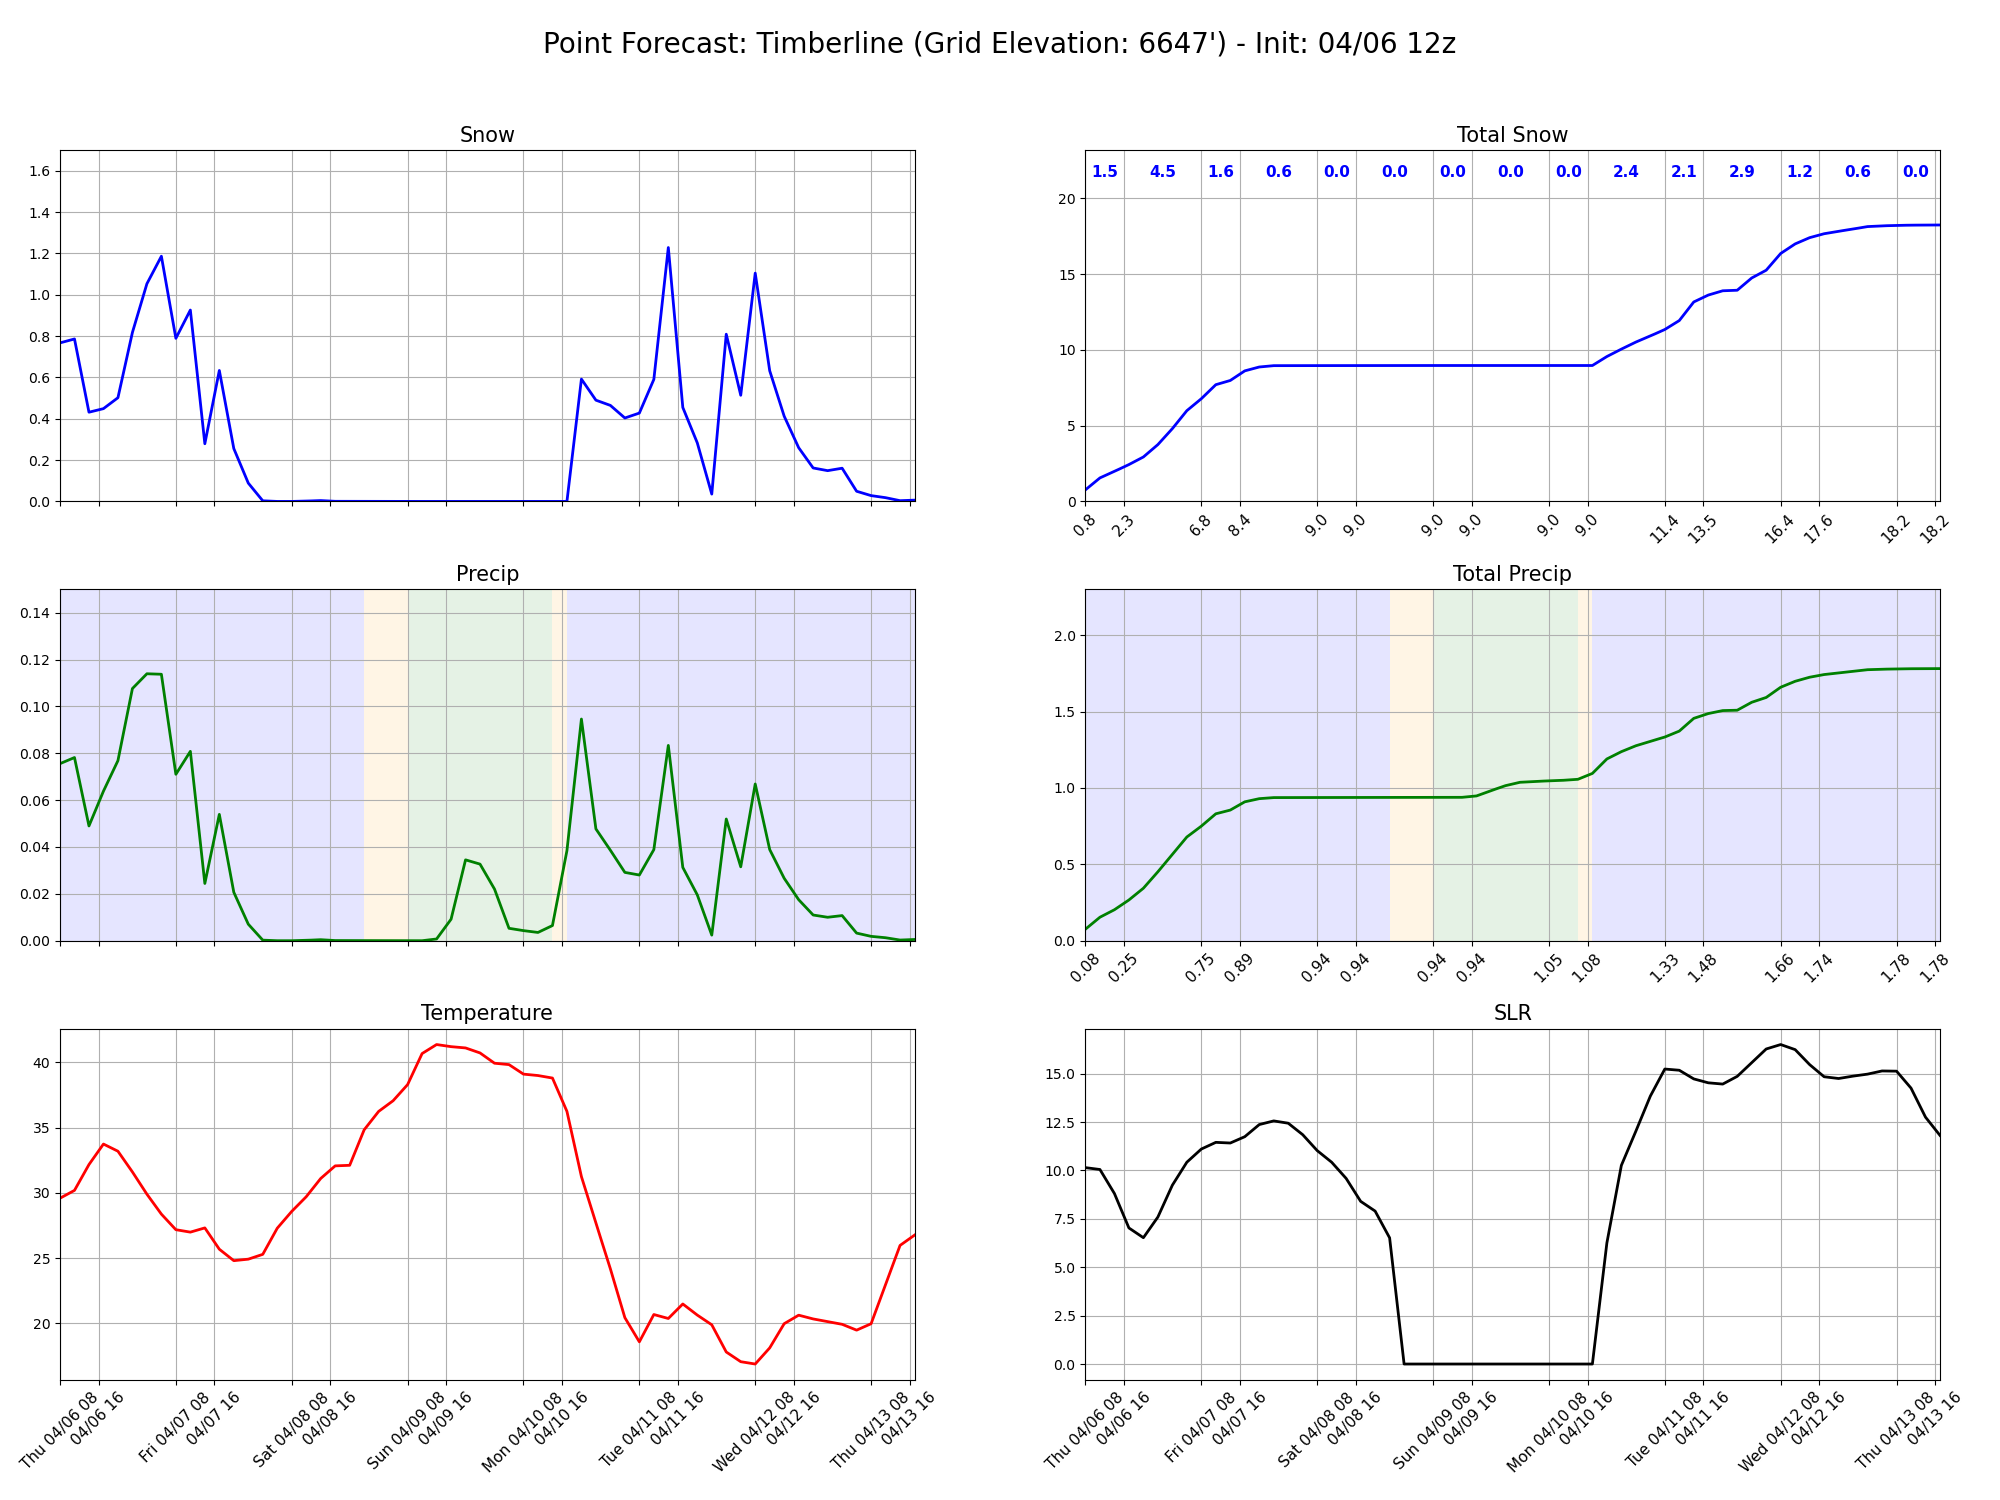 Point Forecast: Timberline (Grid Elevation: 6647') - Init: 04/06 12z
Snow
1.6
1.4
1.2
1.0
0.8
0.6
0.4
0.2
0.0
Total Snow
1.5 4.5 1.6 0.6 0.0 0.0 0.0 0.0 0.0 2.4 2.1 2.9 1.2 0.6 0.0
20
15
10
5
0
0.8 2.3 6.8 8.4 9.0 9.0 9.0 9.0 9.0 9.0 11.4 13.5 16.4 17.6 18.2 18.2
Precip
0.14
0.12
0.10
0.08
0.06
0.04
0.02
0.00
Total Precip
2.0
1.5
1.0
0.5
0.0
0.08 0.25 0.75 0.89 0.94 0.94 0.94 0.94 1.05 1.08 1.33 1.48 1.66 1.74 1.78 1.78
Temperature
40
35
30
25
20
Thu 04/06 08
04/06 16
Fri 04/07 08
04/07 16
Sat 04/08 08
04/08 16
Sun 04/09 08
04/09 16
Mon 04/10 08
04/10 16
Tue 04/11 08
04/11 16
Wed 04/12 08
04/12 16
Thu 04/13 08
04/13 16
SLR
15.0
12.5
10.0
7.5
5.0
2.5
0.0
Thu 04/06 08
04/06 16
Fri 04/07 08
04/07 16
Sat 04/08 08
04/08 16
Sun 04/09 08
04/09 16
Mon 04/10 08
04/10 16
Tue 04/11 08
04/11 16
Wed 04/12 08
04/12 16
Thu 04/13 08
04/13 16